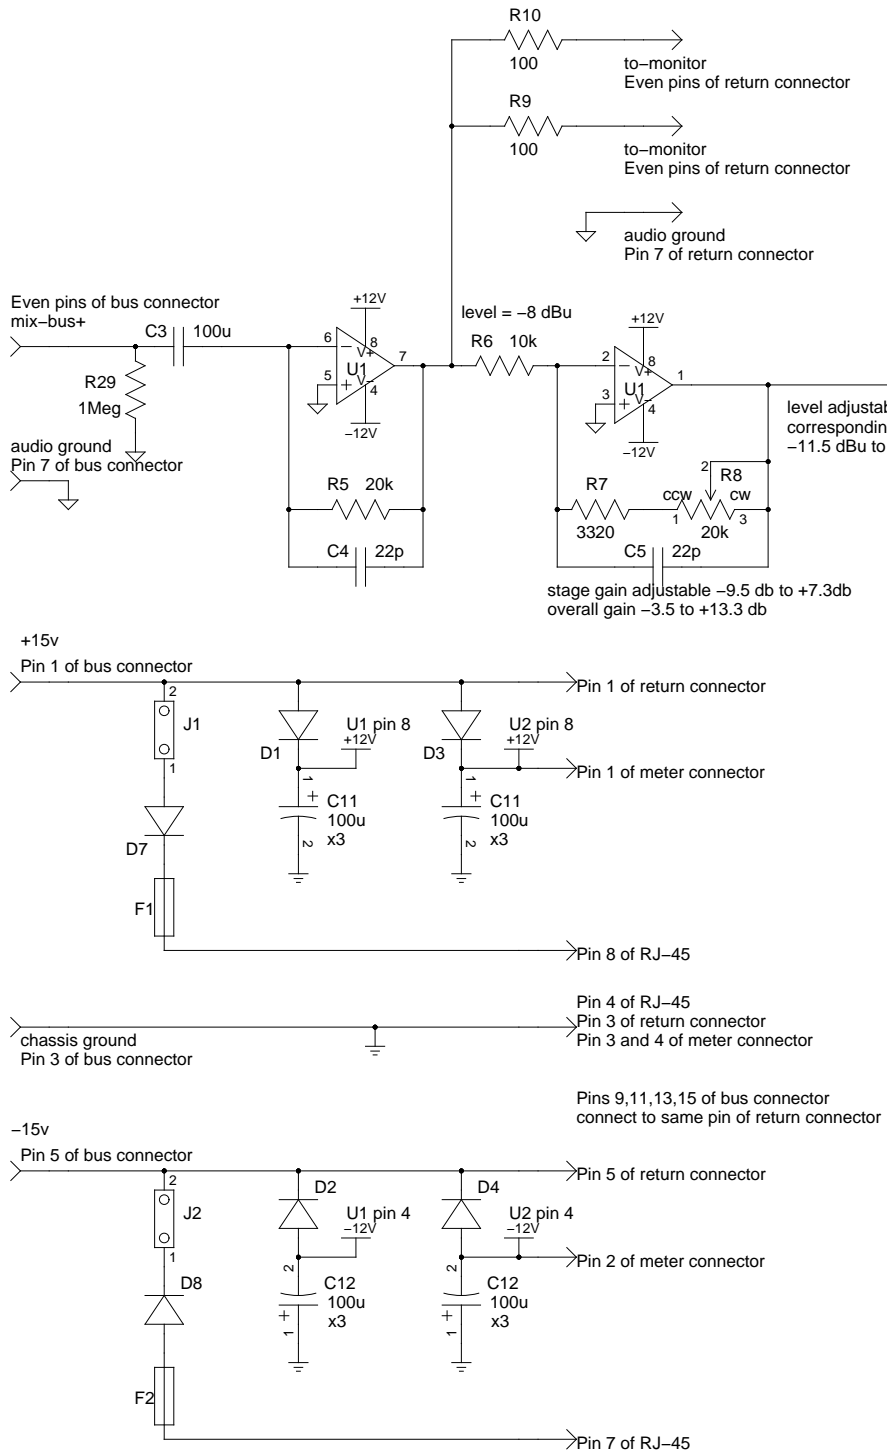 R10
100
to-monitor
Even pins of return connector
R9
100
to-monitor
Even pins of return connector
audio ground
Pin 7 of return connector
Even pins of bus connector
mix-bus+
C3 100u
R29
1Meg
audio ground
Pin 7 of bus connector
+12V
6
8
V+
U1
7
5
V-
4
-12V
R5 20k
C4 22p
level = -8 dBu
R6 10k
+12V
2
8
V+
U1
1
3
V-
4
-12V
level adjustab
correspondin
-11.5 dBu to
R7
3320
2
R8
ccw cw
1 3
20k
C5 22p
stage gain adjustable -9.5 db to +7.3db
overall gain -3.5 to +13.3 db
+15v
Pin 1 of bus connector
Pin 1 of return connector
2
J1
1
D7
F1
D1
U1 pin 8
+12V
1
+
C11
100u
x3
2
D3
U2 pin 8
+12V
Pin 1 of meter connector
1
+
C11
100u
x3
2
Pin 8 of RJ-45
chassis ground
Pin 3 of bus connector
Pin 4 of RJ-45
Pin 3 of return connector
Pin 3 and 4 of meter connector
Pins 9,11,13,15 of bus connector
connect to same pin of return connector
-15v
Pin 5 of bus connector
Pin 5 of return connector
2
J2
1
D8
F2
D2
U1 pin 4
-12V
2
C12
100u
x3
+
1
D4
U2 pin 4
-12V
Pin 2 of meter connector
2
C12
100u
x3
+
1
Pin 7 of RJ-45